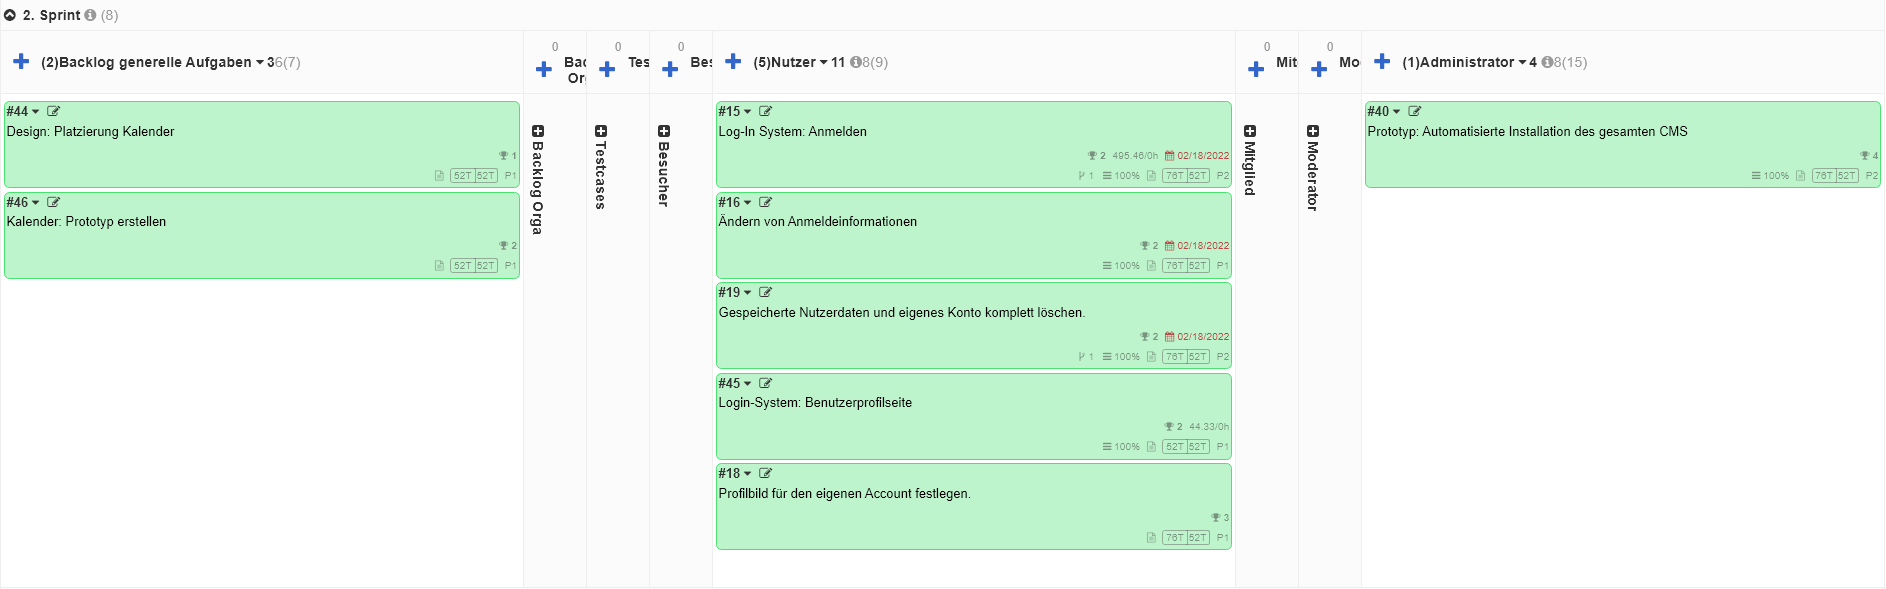 2. Sprint (8)
(2)Backlog generelle Aufgaben 36(7)
0
Bac
Or
0
Tes
0
Bes
(5)Nutzer 11 8(9)
0
Mit
0
Mo
(1)Administrator 4 8(15)
#44
Design: Platzierung Kalender
1
52T 52T P1
#46
Kalender: Prototyp erstellen
2
52T 52T P1
Backlog Orga
Testcases
Besucher
#15
Log-In System: Anmelden
2 495.46/0h 02/18/2022
1 100% 76T 52T P2
#16
Ändern von Anmeldeinformationen
2 02/18/2022
100% 76T 52T P1
#19
Gespeicherte Nutzerdaten und eigenes Konto komplett löschen.
2 02/18/2022
1 100% 76T 52T P2
#45
Login-System: Benutzerprofilseite
2 44.33/0h
100% 52T 52T P1
#18
Profilbild für den eigenen Account festlegen.
3
76T 52T P1
Mitglied
Moderator
#40
Prototyp: Automatisierte Installation des gesamten CMS
4
100% 76T 52T P2